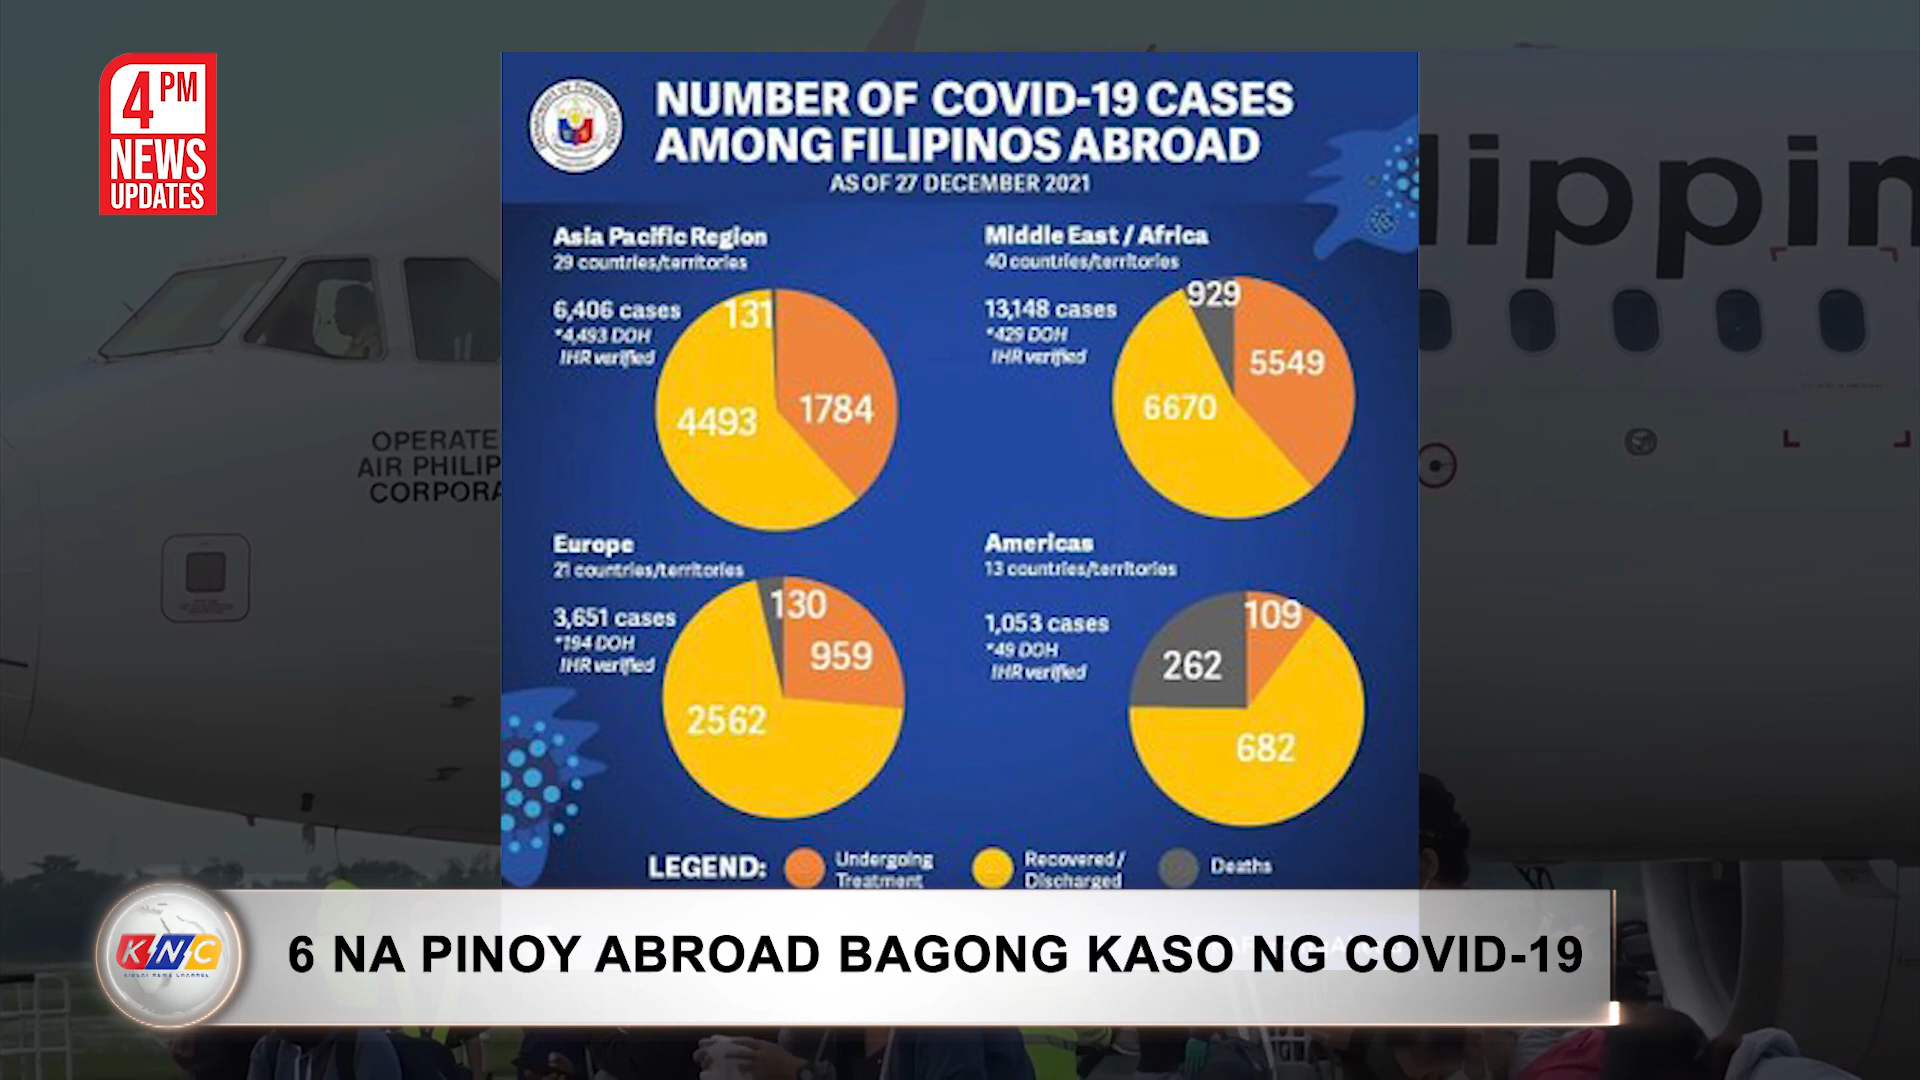 4 PM
NEWS
UPDATES
NUMBER OF COVID-19 CASES
AMONG FILIPINOS ABROAD
AS OF 27 DECEMBER 2021
Asia Pacific Region
29 countries/territories
6,406 cases
*4,493 DOH
IHR verified
131
4493
1784
Middle East / Africa
40 countries/territories
13,148 cases
*429 DOH
IHR verified
929
5549
6670
Europe
21 countries/territories
3,651 cases
*194 DOH
IHR verified
130
959
2562
Americas
13 countries/territories
1,053 cases
*49 DOH
IHR verified
109
262
682
LEGEND:
Undergoing
Treatment
Recovered/
Discharged
Deaths
lippin
OPERATE
AIR PHILIP
CORPORA
KNC
6 NA PINOY ABROAD BAGONG KASO NG COVID-19